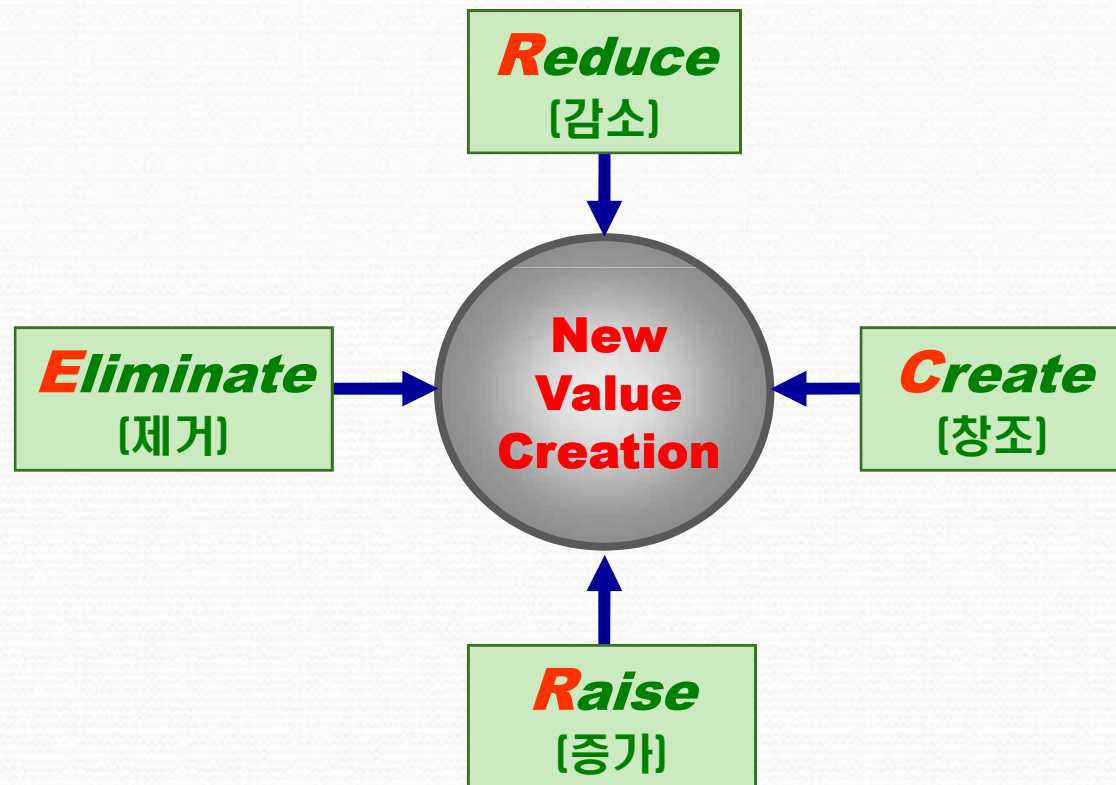 Reduce
(감소)
Eliminate
(제거)
New
Value
Creation
Create
(창조)
Raise
(증가)